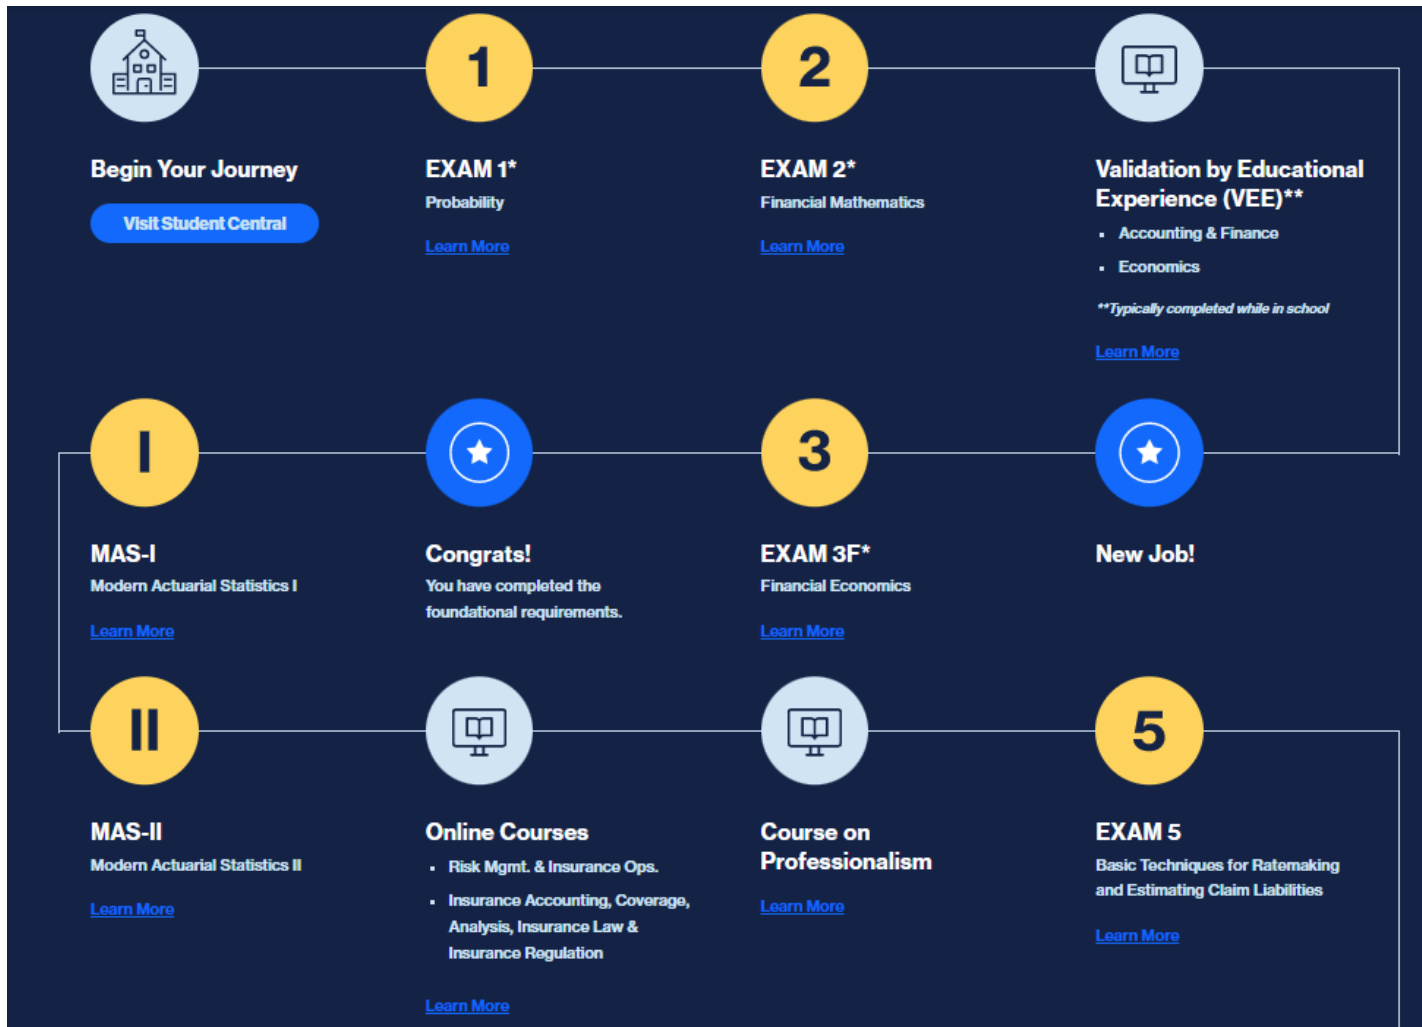 1
2
Begin Your Journey
Visit Student Central
EXAM 1*
Probability
Learn More
EXAM 2*
Financial Mathematics
Learn More
Validation by Educational
Experience (VEE)**
▪ Accounting & Finance
▪ Economics
**Typically completed while in school
Learn More
I
3
MAS-I
Modern Actuarial Statistics I
Learn More
Congrats!
You have completed the
foundational requirements.
EXAM 3F*
Financial Economics
Learn More
New Job!
II
5
MAS-II
Modern Actuarial Statistics II
Learn More
Online Courses
▪ Risk Mgmt. & Insurance Ops.
▪ Insurance Accounting, Coverage,
Analysis, Insurance Law &
Insurance Regulation
Learn More
Course on
Professionalism
Learn More
EXAM 5
Basic Techniques for Ratemaking
and Estimating Claim Liabilities
Learn More